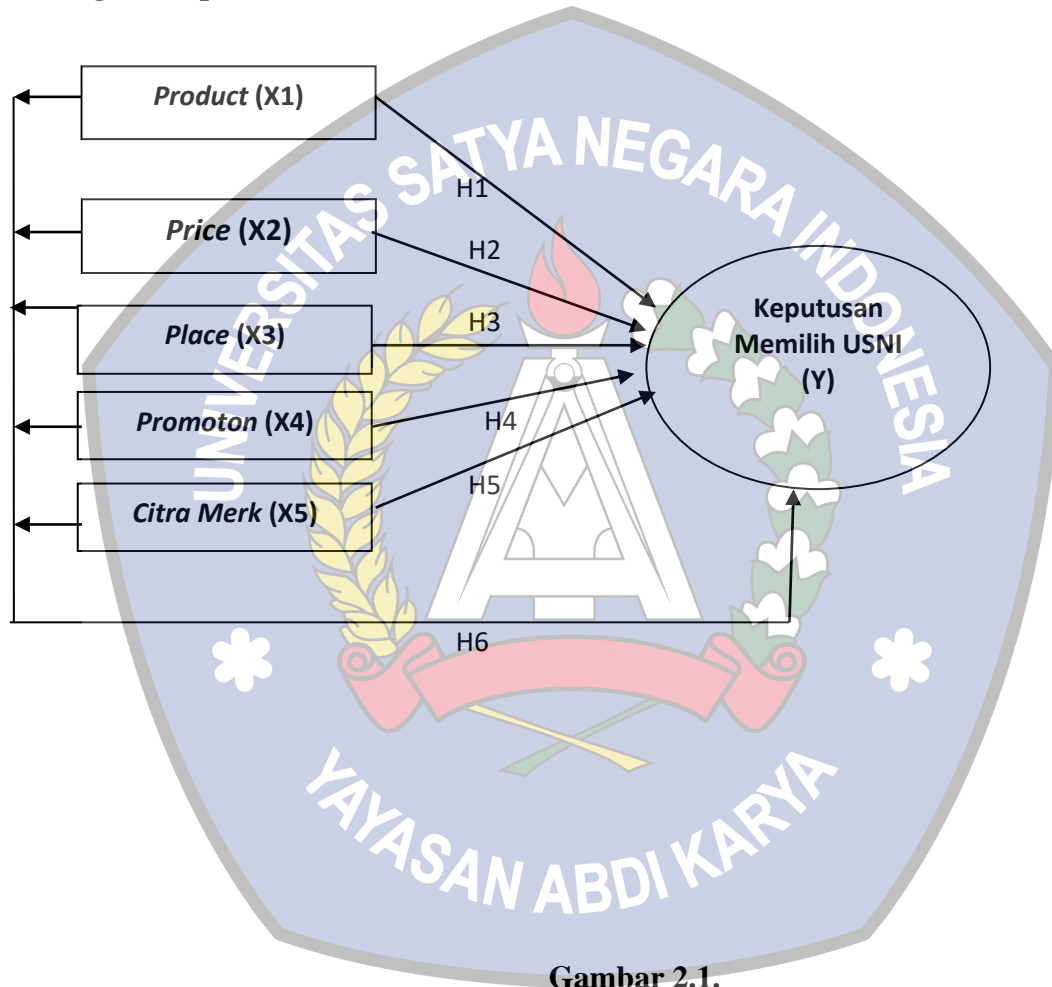 Product (X1)
Price (X2)
Place (X3)
Promoton (X4)
Citra Merk (X5)
H1
H2
H3
H4
H5
H6
Keputusan
Memilih USNI
(Y)
UNIVERSITAS SATYA NEGARA INDONESIA
YAYASAN ABDI KARYA
Gambar 2.1.